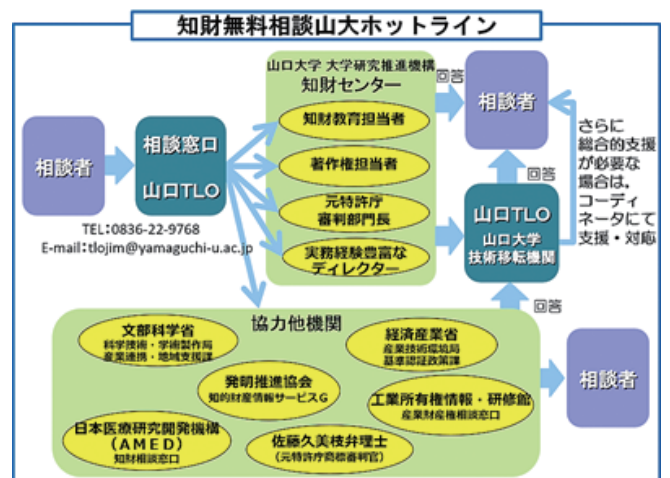 知財無料相談山大ホットライン
山口大学 大学研究推進機構
知財センター
知財教育担当者
著作権担当者
元特許庁
審判部門長
実務経験豊富な
ディレクター
相談者
相談窓口
山口TLO
TEL:0836-22-9768
E-mail:tlojim@yamaguchi-u.ac.jp
回答
相談者
回答
山口TLO
山口大学
技術移転機関
さらに
総合的支援
が必要な
場合は，
コーディ
ネータにて
支援・対応
回答
協力他機関
文部科学省
科学技術・学術製作局
産業連携・地域支援課
経済産業省
産業技術環境局
基準認証政策課
発明推進協会
知的財産情報サービスG
工業所有権情報・研修館
産業財産権相談窓口
日本医療研究開発機構
（AMED）
知財相談窓口
佐藤久美枝弁理士
（元特許庁商標審判官）
相談者